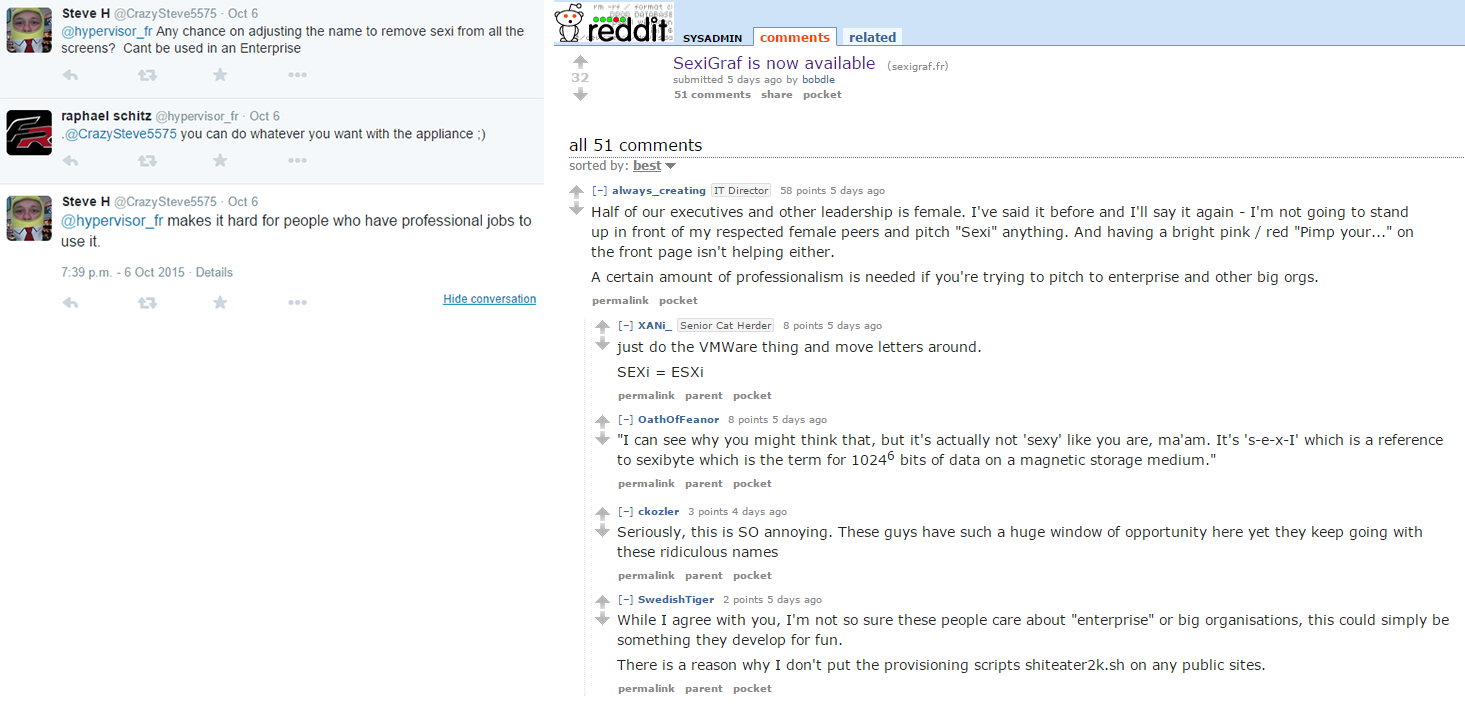 Steve H @CrazySteve5575 · Oct 6
@hypervisor_fr Any chance on adjusting the name to remove sexi from all the
screens? Cant be used in an Enterprise
raphael schitz @hypervisor_fr · Oct 6
.@CrazySteve5575 you can do whatever you want with the appliance ;)
Steve H @CrazySteve5575 · Oct 6
@hypervisor_fr makes it hard for people who have professional jobs to
use it.
7:39 p.m. - 6 Oct 2015 · Details
Hide conversation
rm -rf / format c:
DROP DATABASE
reddit SYSADMIN comments related
SexiGraf is now available (sexigraf.fr)
32
submitted 5 days ago by bobdle
51 comments share pocket
all 51 comments
sorted by: best
[-] always_creating IT Director 58 points 5 days ago
Half of our executives and other leadership is female. I've said it before and I'll say it again - I'm not going to stand
up in front of my respected female peers and pitch "Sexi" anything. And having a bright pink / red "Pimp your..." on
the front page isn't helping either.
A certain amount of professionalism is needed if you're trying to pitch to enterprise and other big orgs.
permalink pocket
[-] XANi_ Senior Cat Herder 8 points 5 days ago
just do the VMWare thing and move letters around.
SEXi = ESXi
permalink parent pocket
[-] OathOfFeanor 8 points 5 days ago
"I can see why you might think that, but it's actually not 'sexy' like you are, ma'am. It's 's-e-x-I' which is a reference
to sexibyte which is the term for 1024⁶ bits of data on a magnetic storage medium."
permalink parent pocket
[-] ckozler 3 points 4 days ago
Seriously, this is SO annoying. These guys have such a huge window of opportunity here yet they keep going with
these ridiculous names
permalink parent pocket
[-] SwedishTiger 2 points 5 days ago
While I agree with you, I'm not so sure these people care about "enterprise" or big organisations, this could simply be
something they develop for fun.
There is a reason why I don't put the provisioning scripts shiteater2k.sh on any public sites.
permalink parent pocket